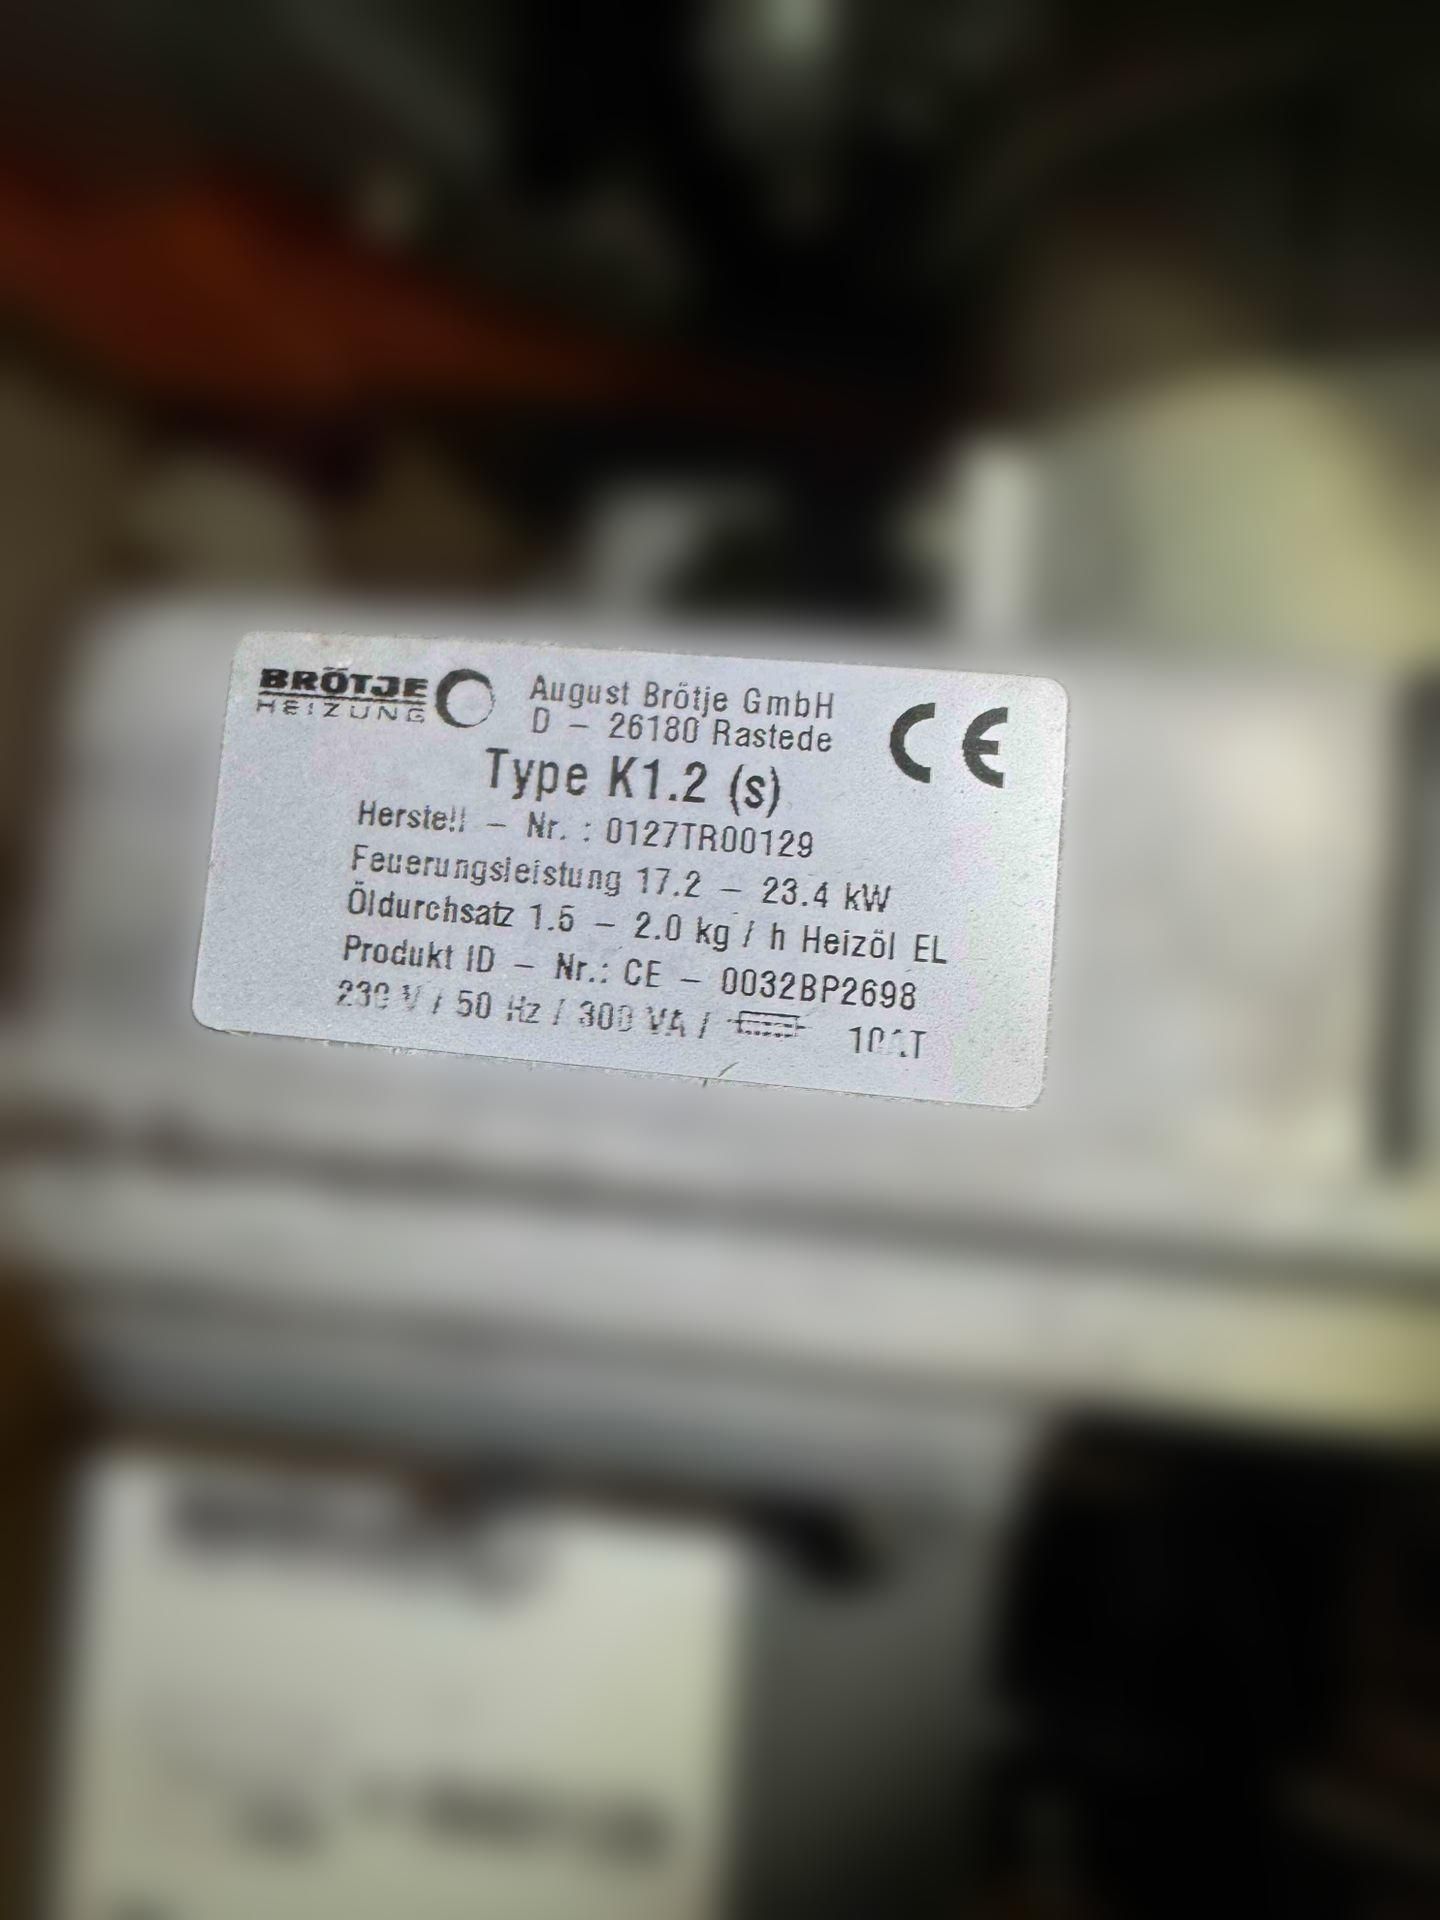 BRÖTJE
HEIZUNG
August Brötje GmbH
D – 26180 Rastede
CE
Type K1.2 (s)
Herstell – Nr. : 0127TR00129
Feuerungsleistung 17.2 – 23.4 kW
Öldurchsatz 1.5 – 2.0 kg / h Heizöl EL
Produkt ID – Nr.: CE – 0032BP2698
230 V / 50 Hz / 300 VA /